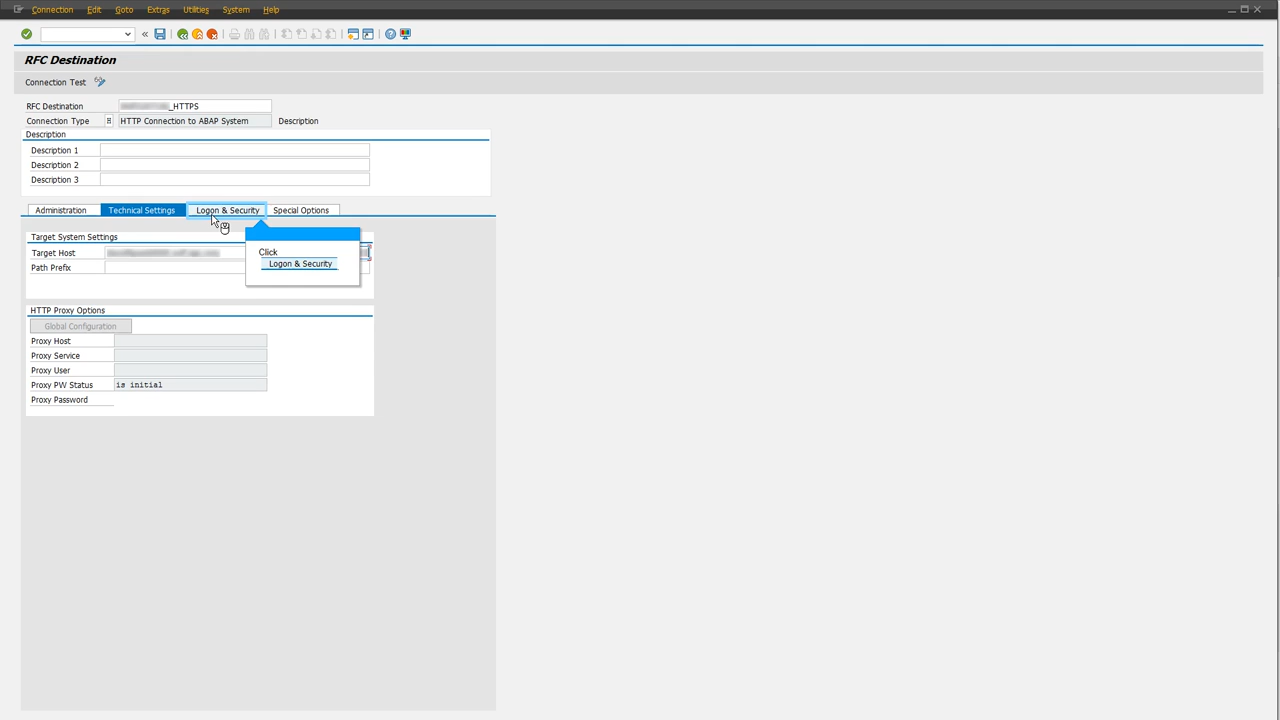 Connection Edit Goto Extras Utilities System Help
RFC Destination
Connection Test
RFC Destination _HTTPS
Connection Type H HTTP Connection to ABAP System Description
Description
Description 1
Description 2
Description 3
Administration Technical Settings Logon & Security Special Options
Target System Settings
Target Host
Path Prefix
Click
Logon & Security
HTTP Proxy Options
Global Configuration
Proxy Host
Proxy Service
Proxy User
Proxy PW Status is initial
Proxy Password